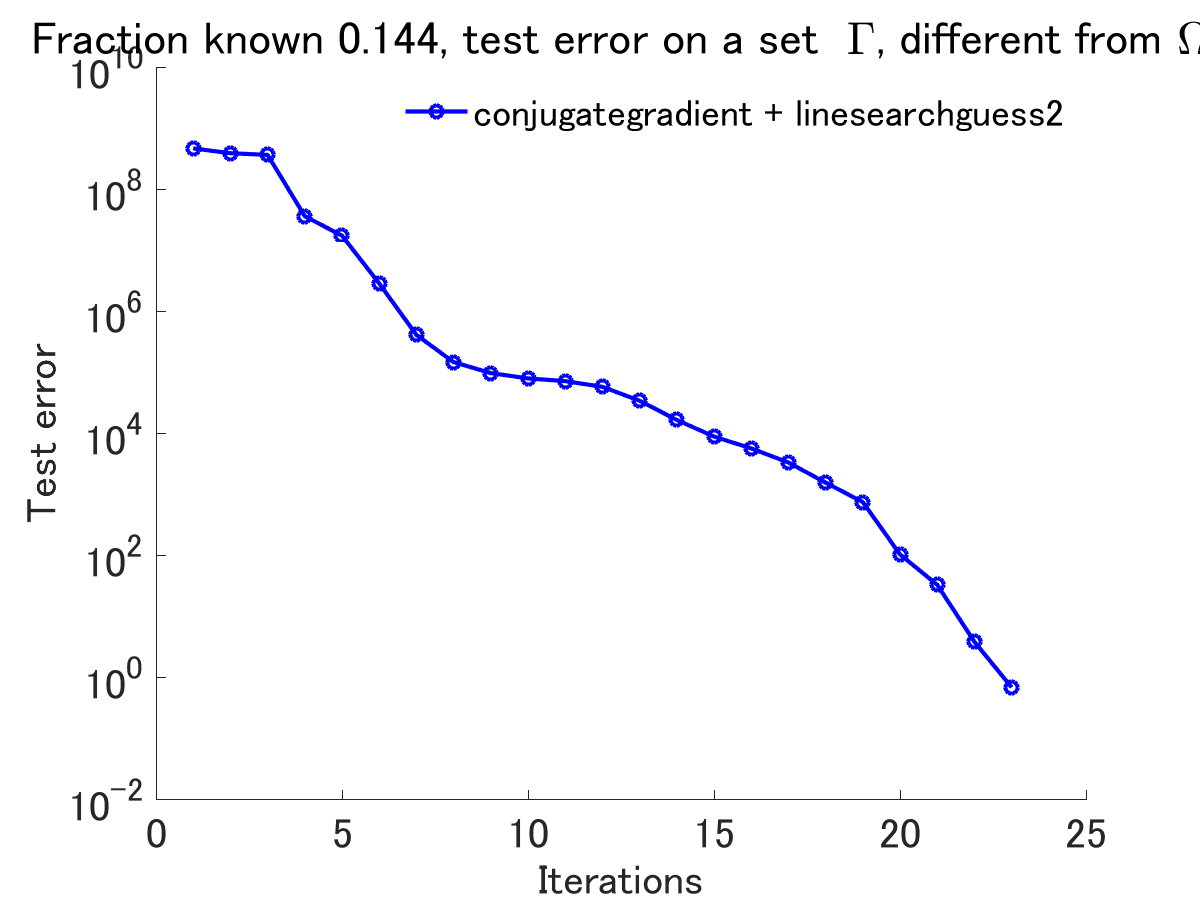 Fraction known 0.144, test error on a set Γ, different from Ω
conjugategradient + linesearchguess2
10^10
10^8
10^6
10^4
10^2
10^0
10^-2
Test error
0 5 10 15 20 25
Iterations